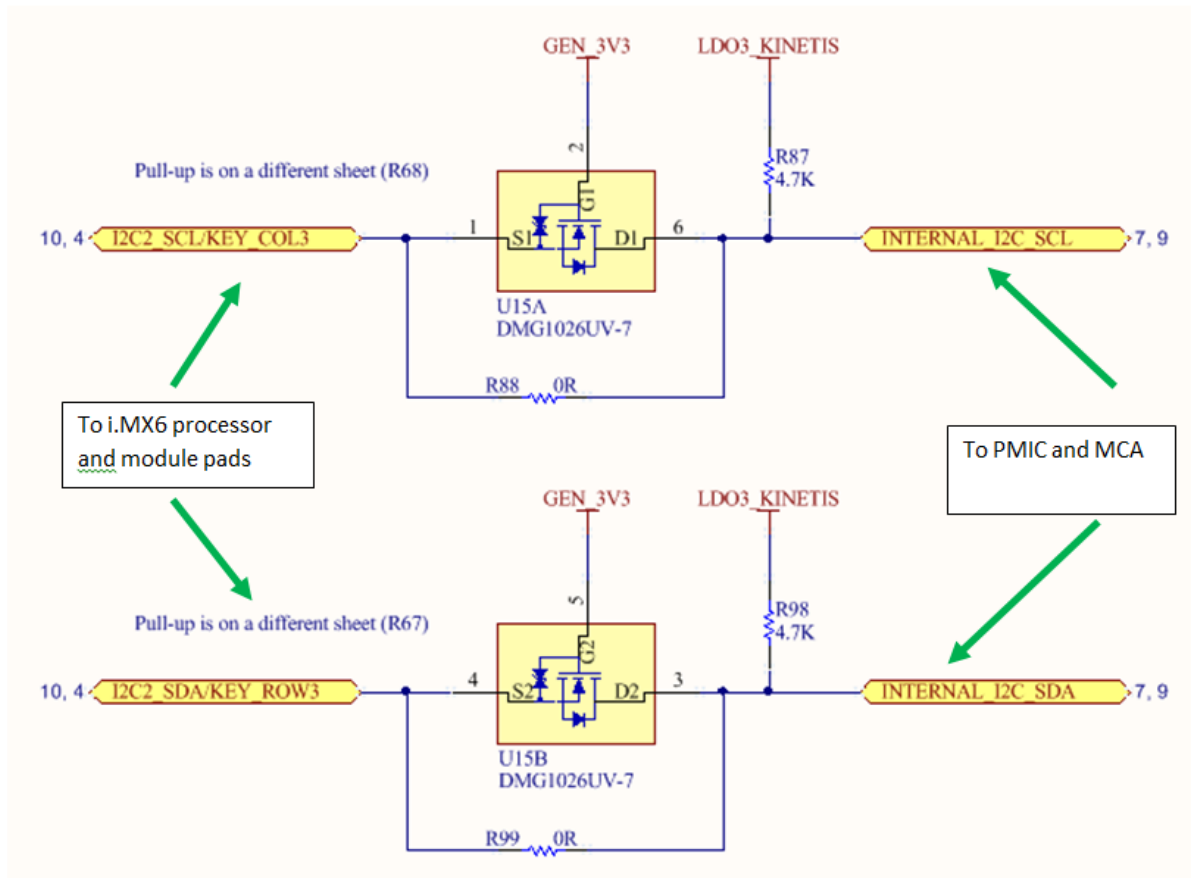 GEN_3V3
LDO3_KINETIS
2
R87
4.7K
Pull-up is on a different sheet (R68)
G1
10, 4
I2C2_SCL/KEY_COL3
1
S1
D1
6
INTERNAL_I2C_SCL
7, 9
U15A
DMG1026UV-7
R88
0R
To i.MX6 processor
and module pads
To PMIC and MCA
GEN_3V3
LDO3_KINETIS
5
R98
4.7K
Pull-up is on a different sheet (R67)
G2
10, 4
I2C2_SDA/KEY_ROW3
4
S2
D2
3
INTERNAL_I2C_SDA
7, 9
U15B
DMG1026UV-7
R99
0R